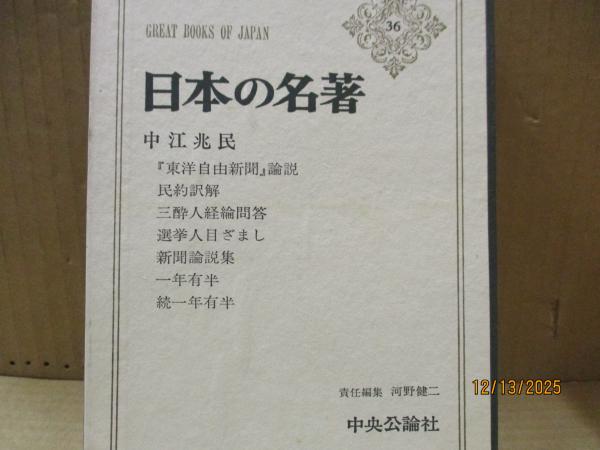 GREAT BOOKS OF JAPAN
36
日本の名著
中江兆民
『東洋自由新聞』論説
民約訳解
三酔人経綸問答
選挙人目ざまし
新聞論説集
一年有半
続一年有半
責任編集 河野健二
中央公論社
12/13/2025